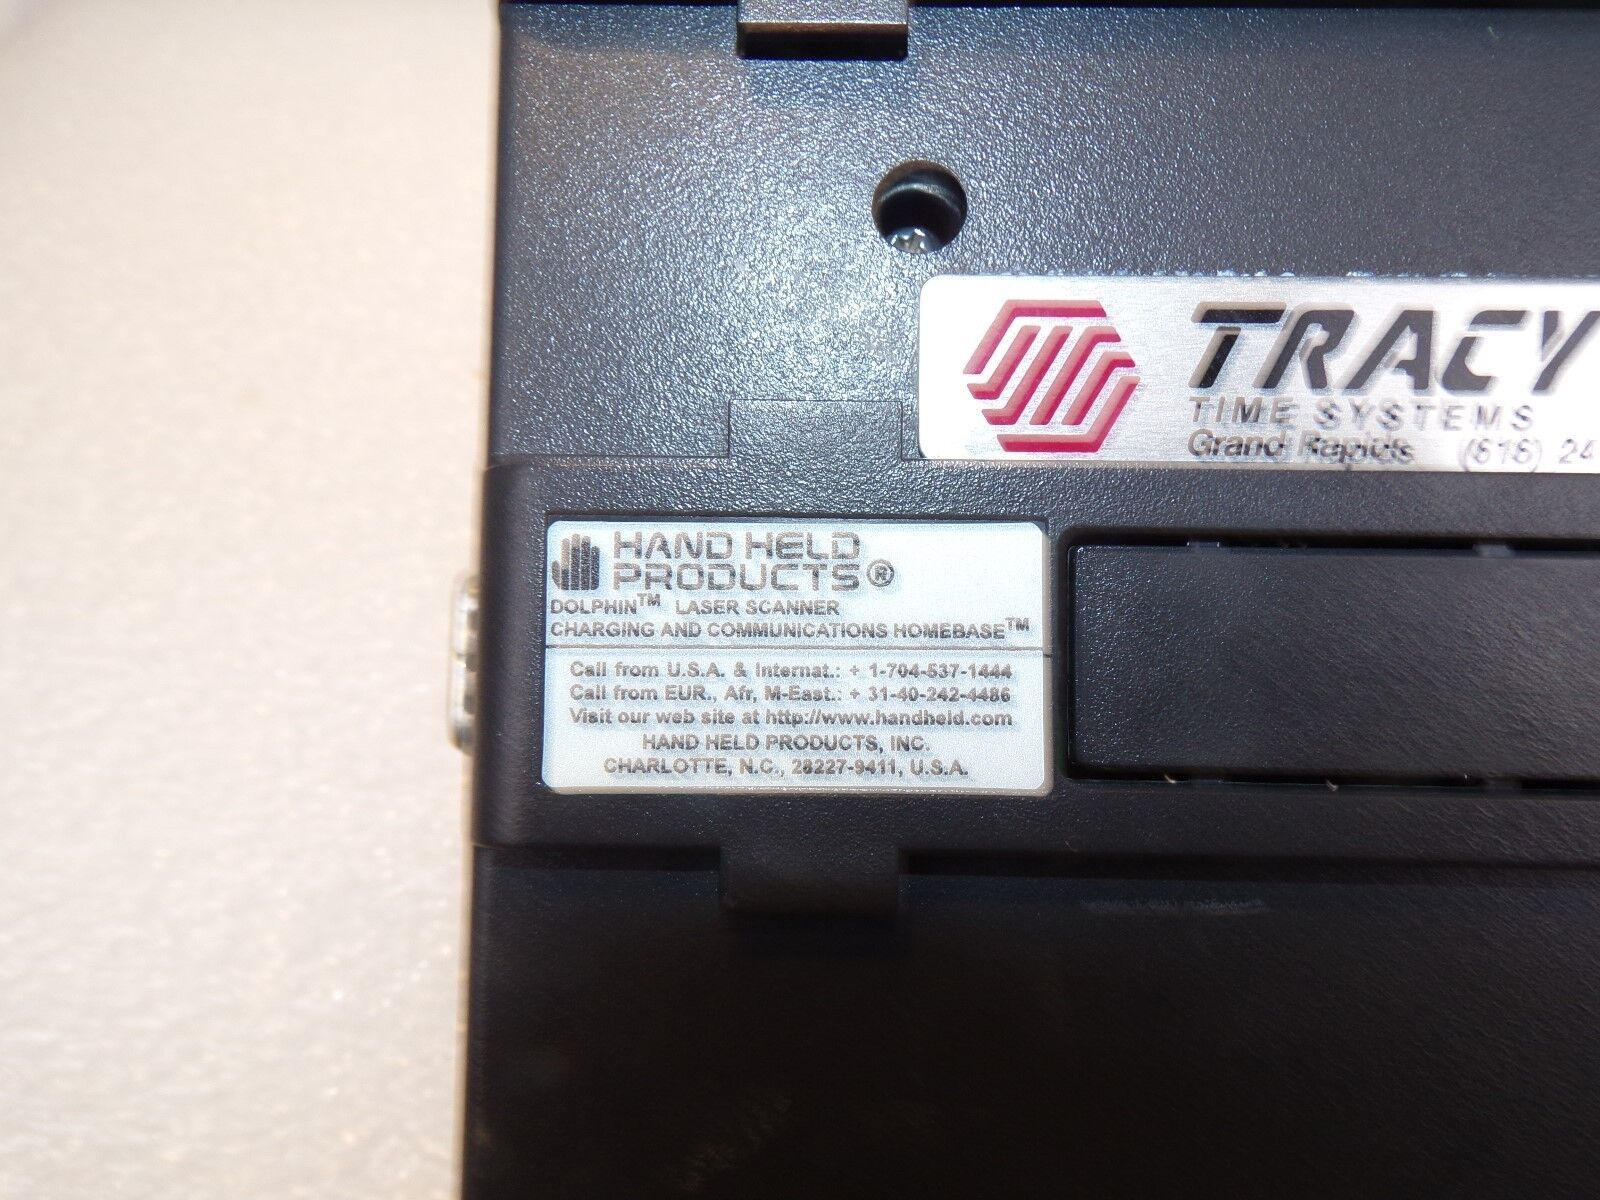 TRACY
TIME SYSTEMS
Grand Rapids (616) 24
HAND HELD
PRODUCTS®
DOLPHIN™ LASER SCANNER
CHARGING AND COMMUNICATIONS HOMEBASE™
Call from U.S.A. & Internat.: + 1-704-537-1444
Call from EUR., Afr, M-East.: + 31-40-242-4486
Visit our web site at http://www.handheld.com
HAND HELD PRODUCTS, INC.
CHARLOTTE, N.C., 28227-9411, U.S.A.